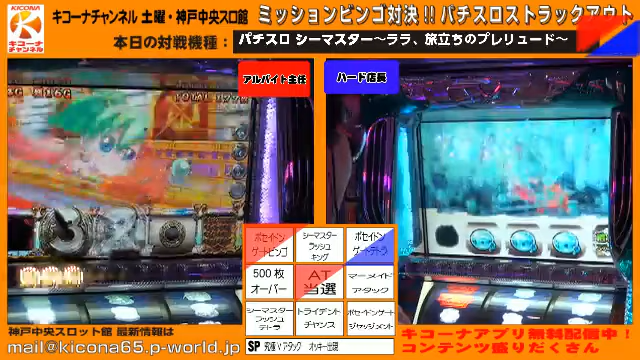 KICONA
キコーナ
チャンネル
キコーナチャンネル 土曜・神戸中央スロ館 ミッションビンゴ対決!! パチスロストラックアウト
本日の対戦機種： パチスロ シーマスター～ララ、旅立ちのプレリュード～
アルバイト主任
ハード店長
ポセイドン
ゲートビンゴ
シーマスター
ラッシュ
キング
ポセイドン
ゲートテトラ
500枚
オーバー
AT
当選
マーメイド
アタック
シーマスター
ラッシュ
テトラ
トライデント
チャンス
ポセイドンゲート
ジャッジメント
SP
神戸中央スロット館 最新情報は
mail@kicona65.p-world.jp
キコーナアプリ無料配信中！
コンテンツ盛りだくさん